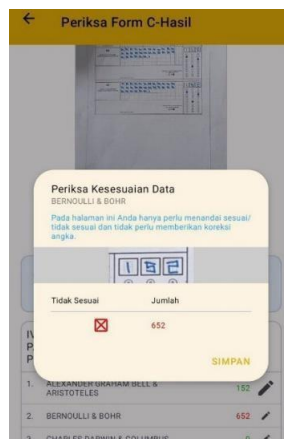 Periksa Form C-Hasil
Periksa Kesesuaian Data
BERNOULLI & BOHR
Pada halaman ini Anda hanya perlu menandai sesuai/
tidak sesuai dan tidak perlu memberikan koreksi
angka.
Tidak Sesuai Jumlah
652
SIMPAN
1. ALEXANDER GRAHAM BELL &
ARISTOTELES 152
2. BERNOULLI & BOHR 652